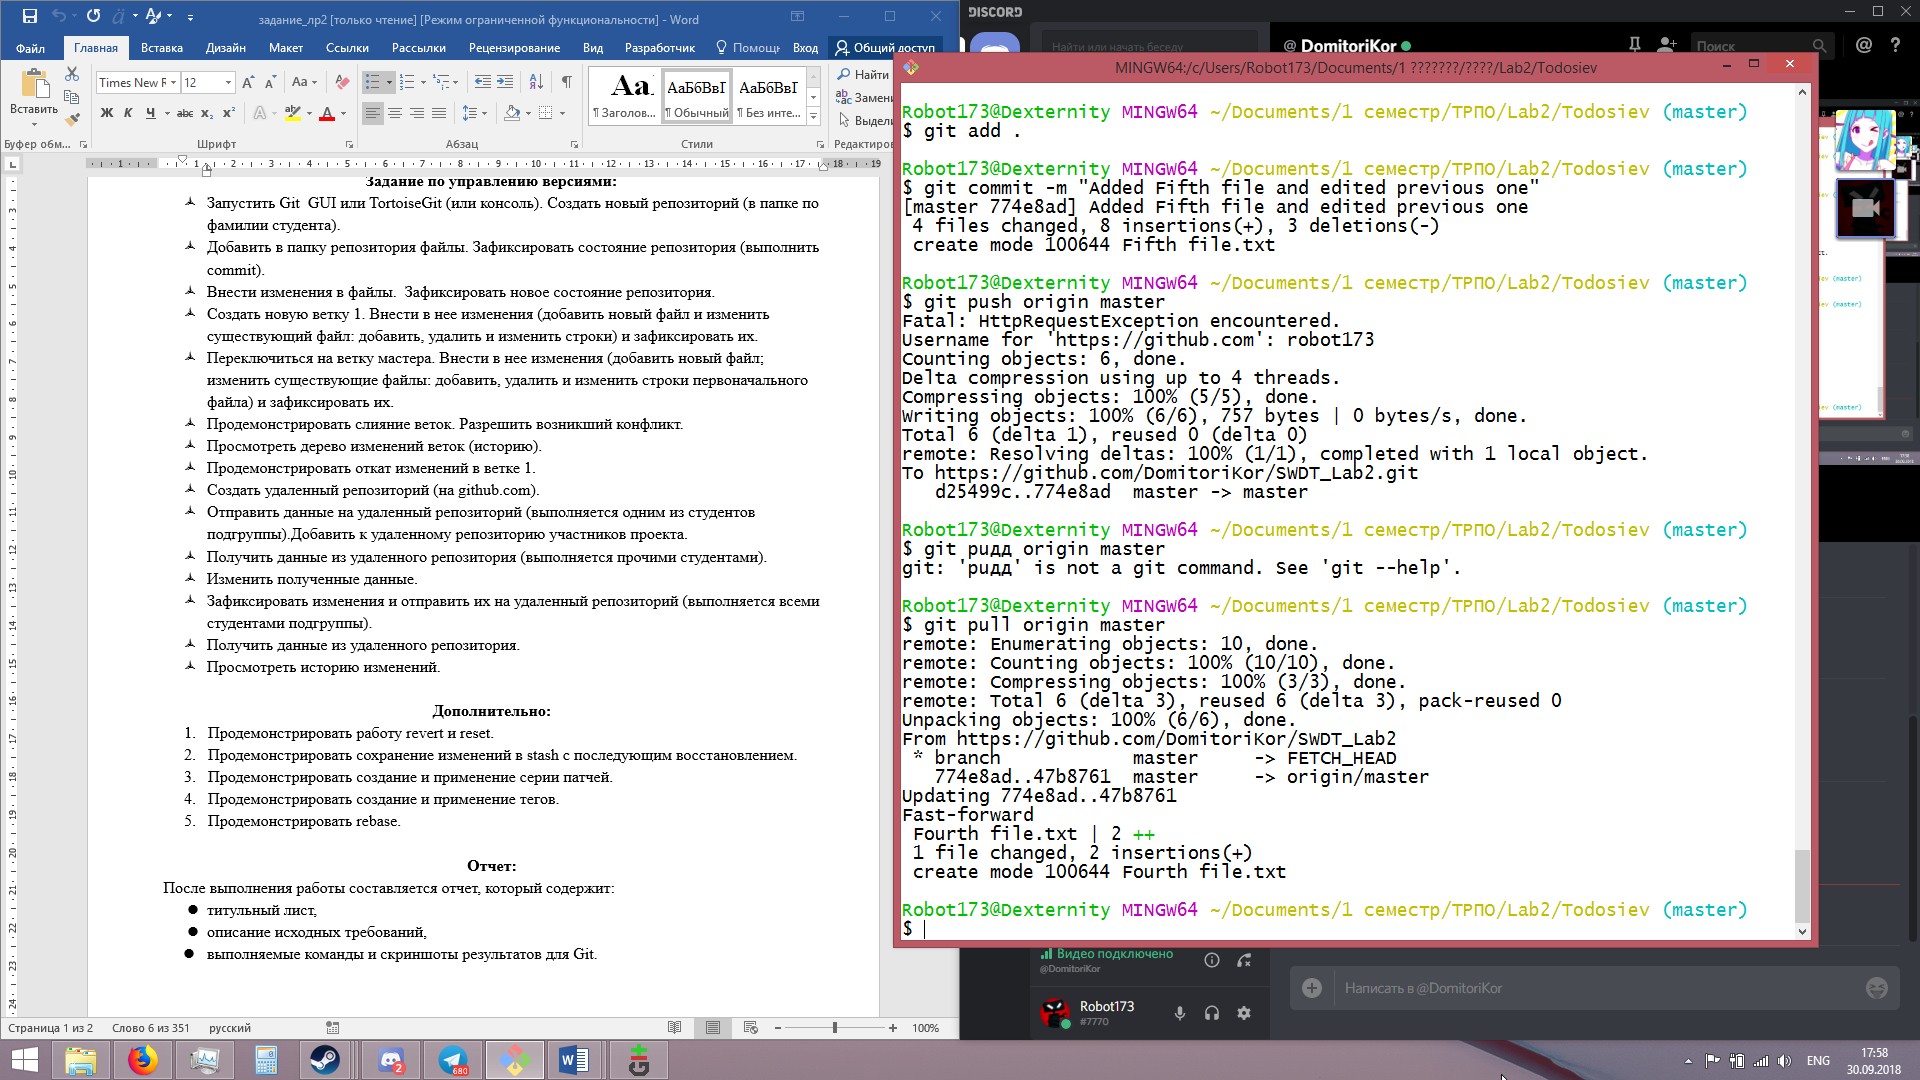 задание_лр2 [только чтение] [Режим ограниченной функциональности] - Word
Файл Главная Вставка Дизайн Макет Ссылки Рассылки Рецензирование Вид Разработчик Помощь Вход Общий доступ
Вставить
Times New R 12
Aa
Ж К Ч abc x₂ x²
Аа АаБбВвГ АаБбВвГ
¶ Заголов... ¶ Обычный ¶ Без инте...
Найти
Замени
Выдели
Буфер обм... Шрифт Абзац Стили Редактиров
Задание по управлению версиями:
Запустить Git GUI или TortoiseGit (или консоль). Создать новый репозиторий (в папке по
фамилии студента).
Добавить в папку репозитория файлы. Зафиксировать состояние репозитория (выполнить
commit).
Внести изменения в файлы. Зафиксировать новое состояние репозитория.
Создать новую ветку 1. Внести в нее изменения (добавить новый файл и изменить
существующий файл: добавить, удалить и изменить строки) и зафиксировать их.
Переключиться на ветку мастера. Внести в нее изменения (добавить новый файл;
изменить существующие файлы: добавить, удалить и изменить строки первоначального
файла) и зафиксировать их.
Продемонстрировать слияние веток. Разрешить возникший конфликт.
Просмотреть дерево изменений веток (историю).
Продемонстрировать откат изменений в ветке 1.
Создать удаленный репозиторий (на github.com).
Отправить данные на удаленный репозиторий (выполняется одним из студентов
подгруппы).Добавить к удаленному репозиторию участников проекта.
Получить данные из удаленного репозитория (выполняется прочими студентами).
Изменить полученные данные.
Зафиксировать изменения и отправить их на удаленный репозиторий (выполняется всеми
студентами подгруппы).
Получить данные из удаленного репозитория.
Просмотреть историю изменений.
Дополнительно:
1. Продемонстрировать работу revert и reset.
2. Продемонстрировать сохранение изменений в stash с последующим восстановлением.
3. Продемонстрировать создание и применение серии патчей.
4. Продемонстрировать создание и применение тегов.
5. Продемонстрировать rebase.
Отчет:
После выполнения работы составляется отчет, который содержит:
● титульный лист,
● описание исходных требований,
● выполняемые команды и скриншоты результатов для Git.
Страница 1 из 2 Слово 6 из 351 русский 100%
DISCORD
Найти или начать беседу
@ DomitoriKor
Поиск
MINGW64:/c/Users/Robot173/Documents/1 ???????/????/Lab2/Todosiev
Robot173@Dexternity MINGW64 ~/Documents/1 семестр/ТРПО/Lab2/Todosiev (master)
$ git add .
Robot173@Dexternity MINGW64 ~/Documents/1 семестр/ТРПО/Lab2/Todosiev (master)
$ git commit -m "Added Fifth file and edited previous one"
[master 774e8ad] Added Fifth file and edited previous one
4 files changed, 8 insertions(+), 3 deletions(-)
create mode 100644 Fifth file.txt
Robot173@Dexternity MINGW64 ~/Documents/1 семестр/ТРПО/Lab2/Todosiev (master)
$ git push origin master
Fatal: HttpRequestException encountered.
Username for 'https://github.com': robot173
Counting objects: 6, done.
Delta compression using up to 4 threads.
Compressing objects: 100% (5/5), done.
Writing objects: 100% (6/6), 757 bytes | 0 bytes/s, done.
Total 6 (delta 1), reused 0 (delta 0)
remote: Resolving deltas: 100% (1/1), completed with 1 local object.
To https://github.com/DomitoriKor/SWDT_Lab2.git
d25499c..774e8ad master -> master
Robot173@Dexternity MINGW64 ~/Documents/1 семестр/ТРПО/Lab2/Todosiev (master)
$ git puдд origin master
git: 'puдд' is not a git command. See 'git --help'.
Robot173@Dexternity MINGW64 ~/Documents/1 семестр/ТРПО/Lab2/Todosiev (master)
$ git pull origin master
remote: Enumerating objects: 10, done.
remote: Counting objects: 100% (10/10), done.
remote: Compressing objects: 100% (3/3), done.
remote: Total 6 (delta 3), reused 6 (delta 3), pack-reused 0
Unpacking objects: 100% (6/6), done.
From https://github.com/DomitoriKor/SWDT_Lab2
* branch master -> FETCH_HEAD
774e8ad..47b8761 master -> origin/master
Updating 774e8ad..47b8761
Fast-forward
Fourth file.txt | 2 ++
1 file changed, 2 insertions(+)
create mode 100644 Fourth file.txt
Robot173@Dexternity MINGW64 ~/Documents/1 семестр/ТРПО/Lab2/Todosiev (master)
$
Видео подключено
@DomitoriKor
Robot173
#7770
Написать в @DomitoriKor
2
680
ENG
17:58
30.09.2018